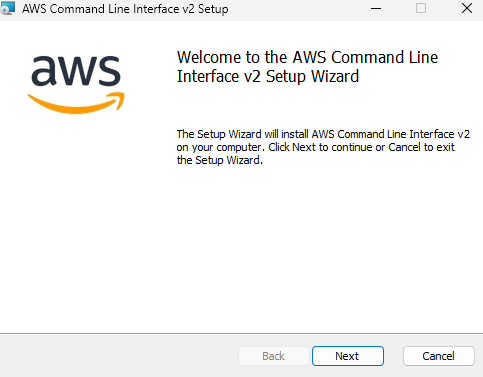 AWS Command Line Interface v2 Setup
aws
Welcome to the AWS Command Line
Interface v2 Setup Wizard
The Setup Wizard will install AWS Command Line Interface v2
on your computer. Click Next to continue or Cancel to exit
the Setup Wizard.
Back Next Cancel